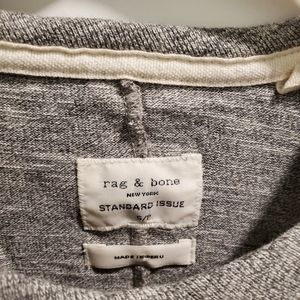 rag & bone
NEW YORK
STANDARD ISSUE
S/P
MADE IN PERU